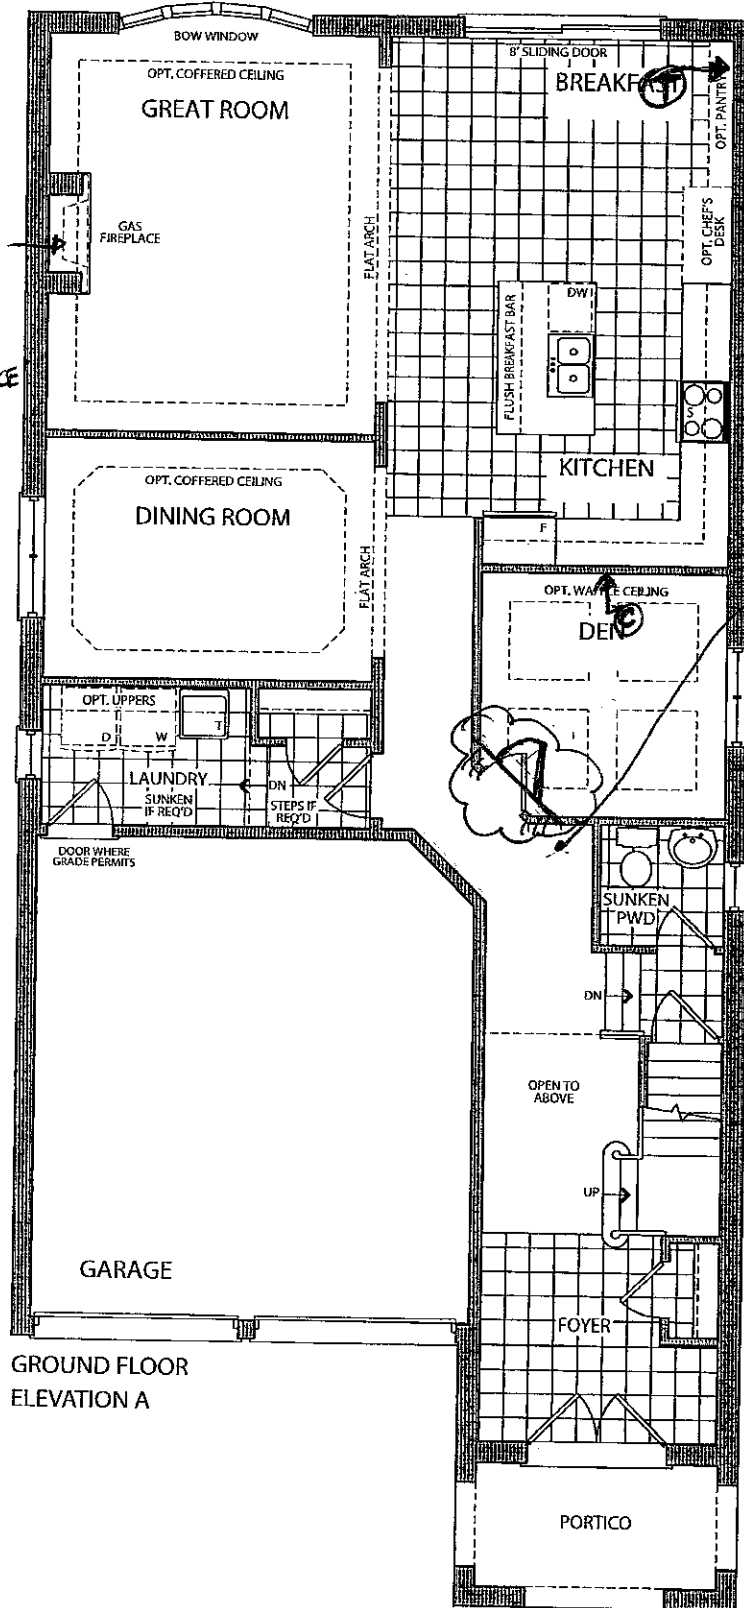 BOW WINDOW
8' SLIDING DOOR
OPT. COFFERED CEILING
GREAT ROOM
BREAKFAST
T
OPT. PANTRY
GAS
FIREPLACE
FLAT ARCH
OPT. CHEF'S
DESK
DW
FLUSH BREAKFAST BAR
S
KITCHEN
OPT. COFFERED CEILING
DINING ROOM
F
FLAT ARCH
OPT. WAFFLE CEILING
DEN
C
OPT. UPPERS
D
W
T
LAUNDRY
SUNKEN
IF REQ'D
DN
STEPS IF
REQ'D
DOOR WHERE
GRADE PERMITS
SUNKEN
PWD
DN
OPEN TO
ABOVE
UP
GARAGE
FOYER
GROUND FLOOR
ELEVATION A
PORTICO